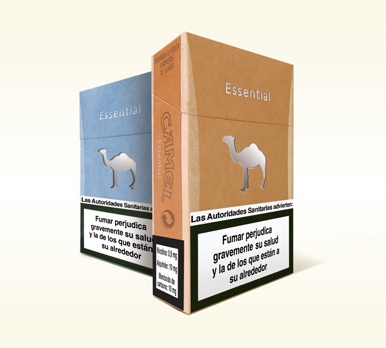 Essential
Las Autoridades Sanitarias a
Fumar perjudica
gravemente su salud
y la de los que están a
su alrededor
CAMEL
Essential
Nicotina: 0,8 mg
Alquitrán: 10 mg
Monóxido de
carbono: 10 mg
Essential
Las Autoridades Sanitarias advierten:
Fumar perjudica
gravemente su salud
y la de los que están a
su alrededor